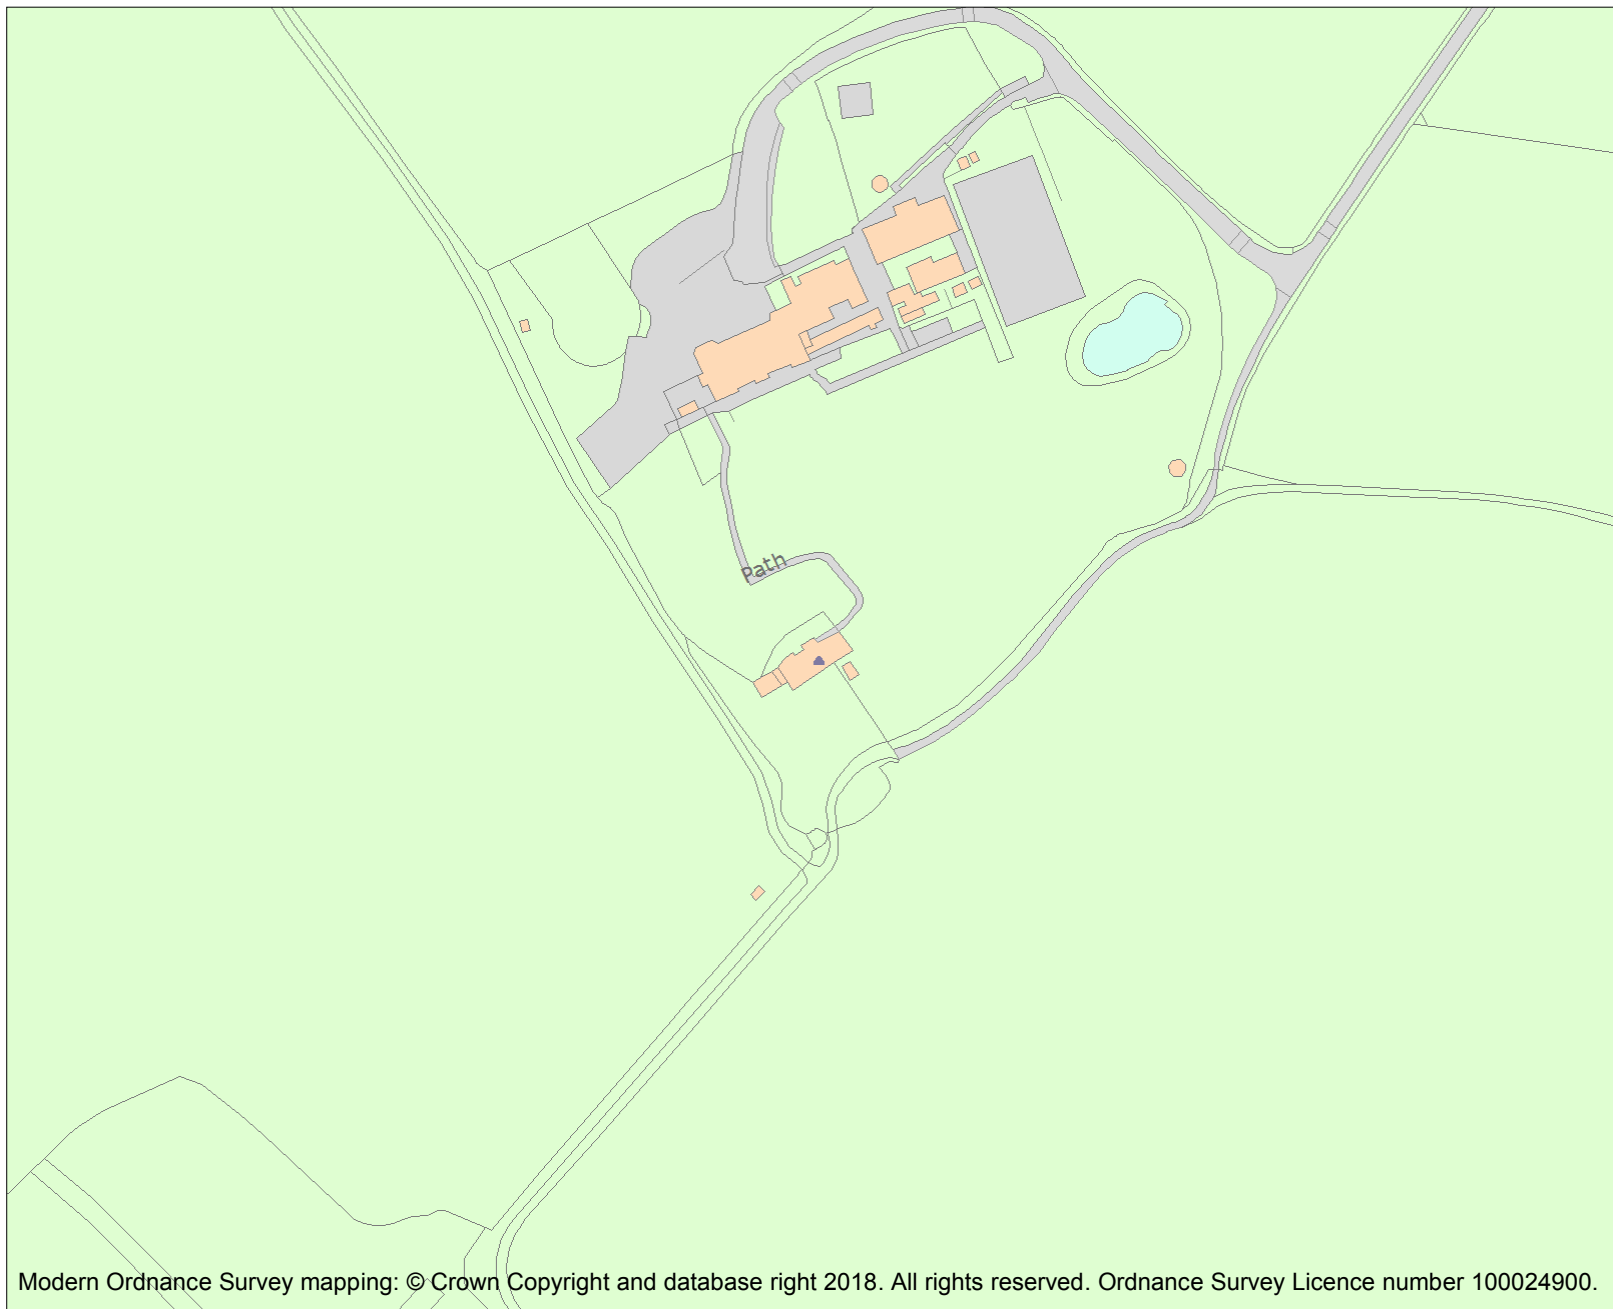 Path
Modern Ordnance Survey mapping: © Crown Copyright and database right 2018. All rights reserved. Ordnance Survey Licence number 100024900.